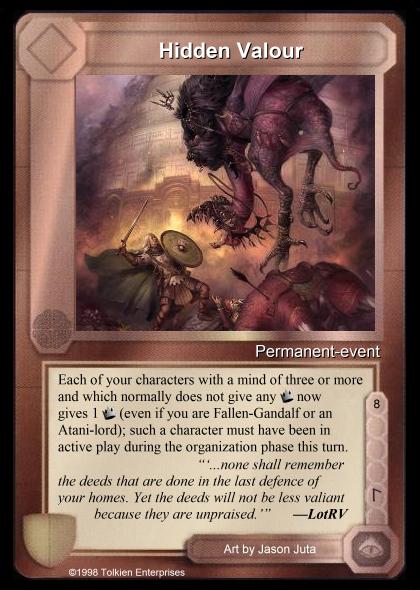 Hidden Valour
Permanent-event
Each of your characters with a mind of three or more
and which normally does not give any now
gives 1 (even if you are Fallen-Gandalf or an
Atani-lord); such a character must have been in
active play during the organization phase this turn.
“‘...none shall remember
the deeds that are done in the last defence of
your homes. Yet the deeds will not be less valiant
because they are unpraised.’” —LotRV
8
Art by Jason Juta
©1998 Tolkien Enterprises